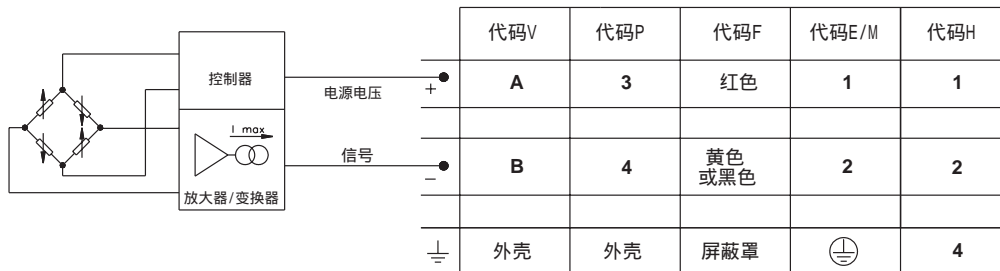 代码V 代码P 代码F 代码E/M 代码H
控制器
电源电压
+ A 3 红色 1 1
I max
信号
− B 4 黄色 2 2
或黑色
放大器/变换器
外壳 外壳 屏蔽罩 4